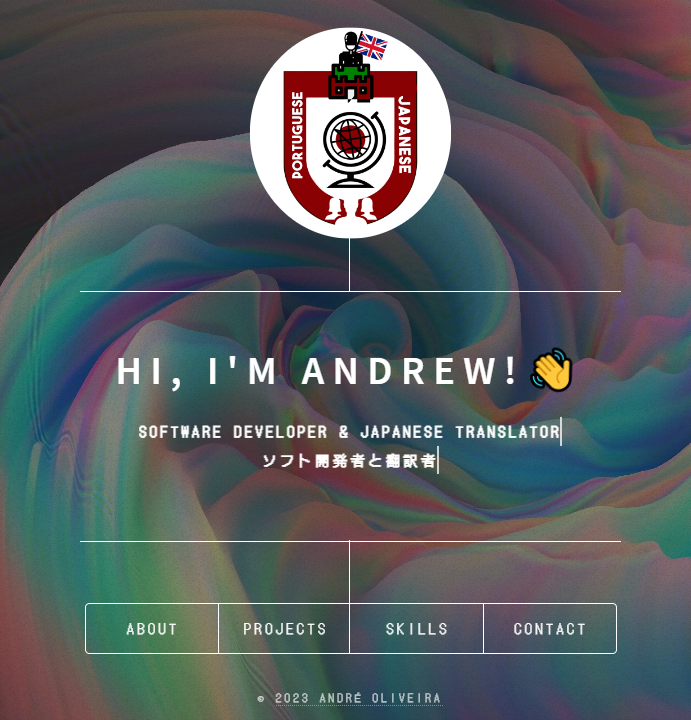 PORTUGUESE
JAPANESE
HI, I'M ANDREW! 👋
SOFTWARE DEVELOPER & JAPANESE TRANSLATOR
ソフト開発者と翻訳者
ABOUT
PROJECTS
SKILLS
CONTACT
© 2023 ANDRÉ OLIVEIRA